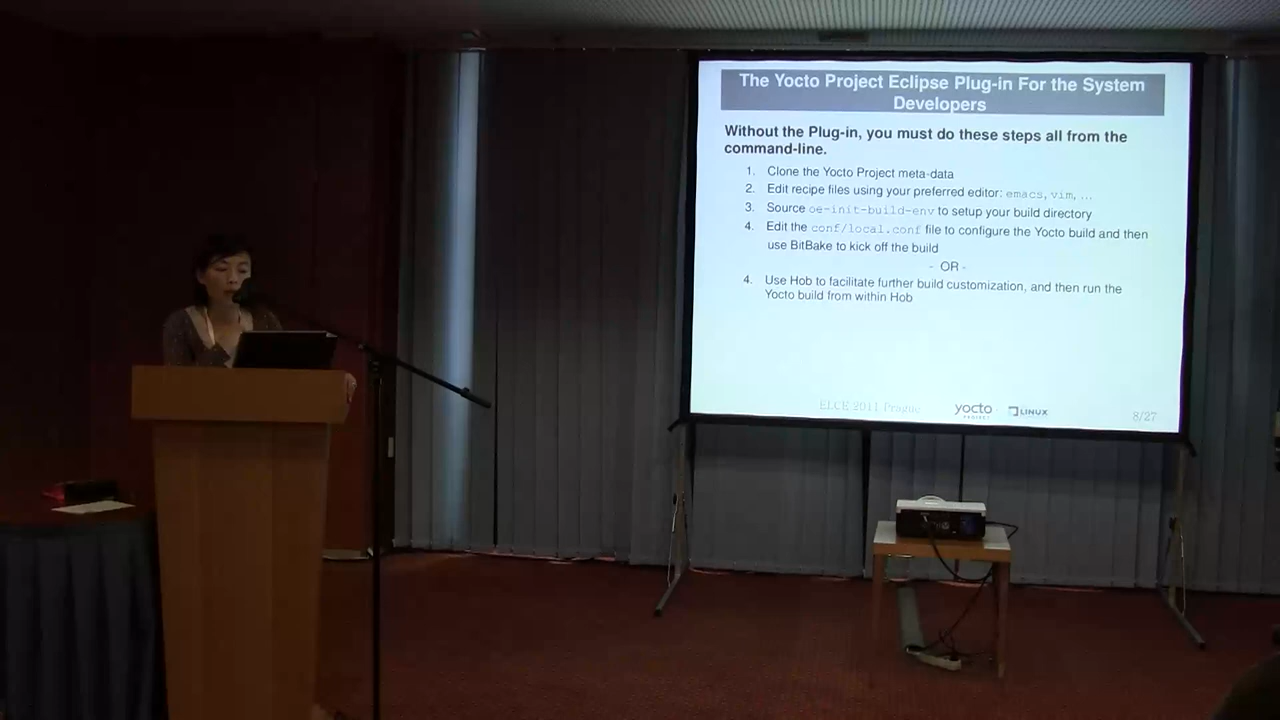 The Yocto Project Eclipse Plug-in For the System
Developers
Without the Plug-in, you must do these steps all from the
command-line.
1. Clone the Yocto Project meta-data
2. Edit recipe files using your preferred editor: emacs, vim, ...
3. Source oe-init-build-env to setup your build directory
4. Edit the conf/local.conf file to configure the Yocto build and then
use BitBake to kick off the build
- OR -
4. Use Hob to facilitate further build customization, and then run the
Yocto build from within Hob
ELCE 2011 Prague
yocto
PROJECT
LINUX
8/27